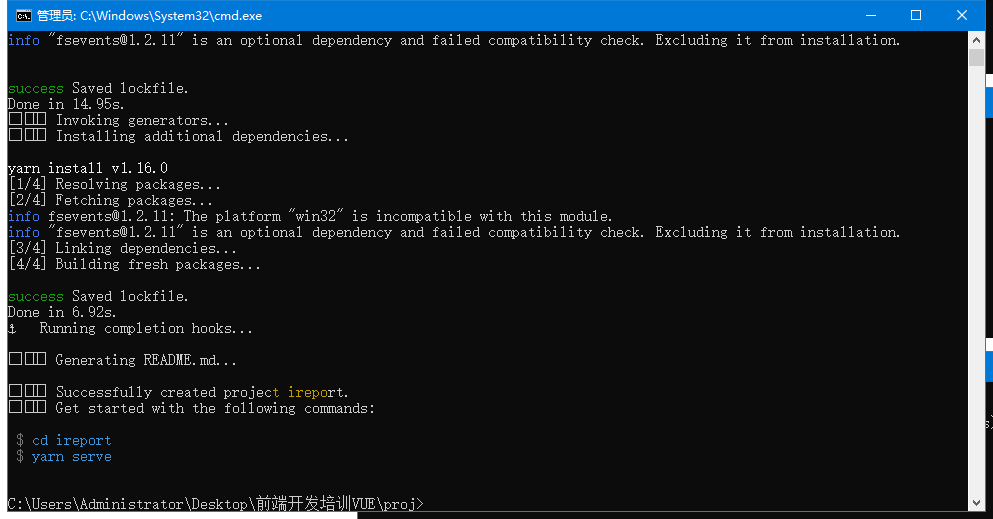 管理员: C:\Windows\System32\cmd.exe
info "fsevents@1.2.11" is an optional dependency and failed compatibility check. Excluding it from installation.
success Saved lockfile.
Done in 14.95s.
Invoking generators...
Installing additional dependencies...
yarn install v1.16.0
[1/4] Resolving packages...
[2/4] Fetching packages...
info fsevents@1.2.11: The platform "win32" is incompatible with this module.
info "fsevents@1.2.11" is an optional dependency and failed compatibility check. Excluding it from installation.
[3/4] Linking dependencies...
[4/4] Building fresh packages...
success Saved lockfile.
Done in 6.92s.
⚓ Running completion hooks...
Generating README.md...
Successfully created project ireport.
Get started with the following commands:
$ cd ireport
$ yarn serve
C:\Users\Administrator\Desktop\前端开发培训VUE\proj>